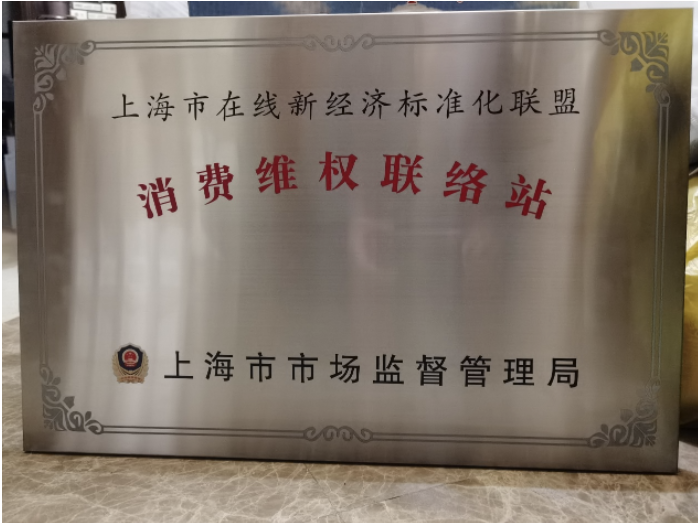 上海市在线新经济标准化联盟
消费维权联络站
上海市市场监督管理局